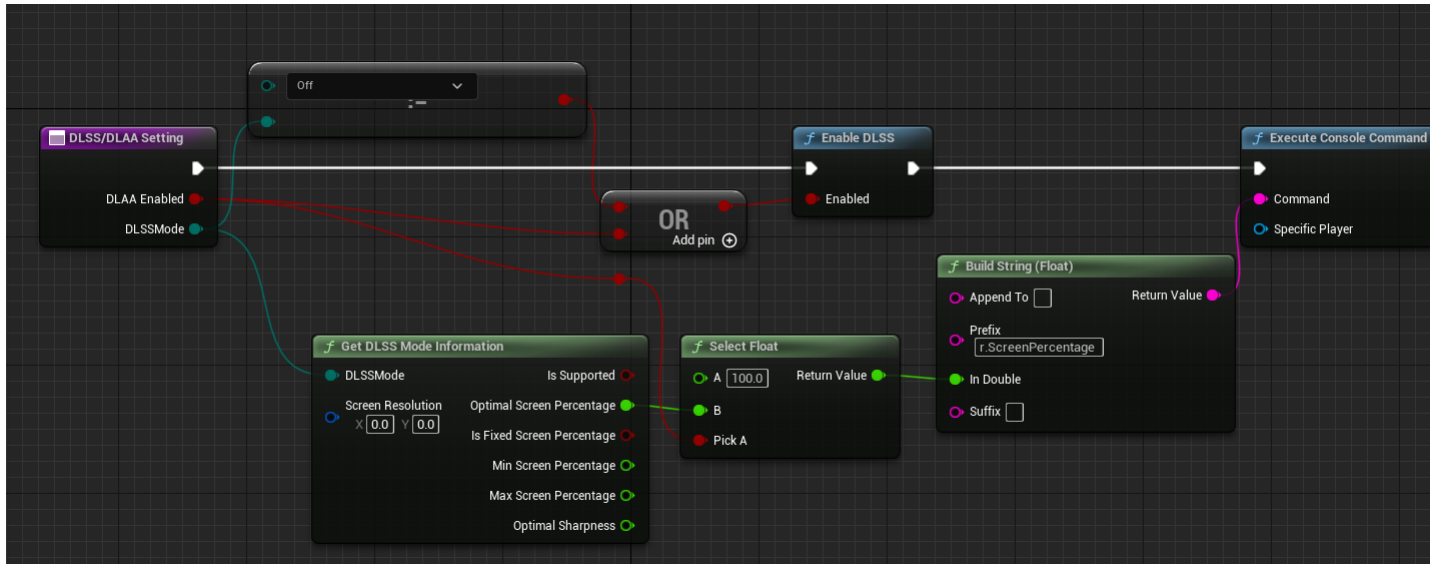 Off
!=
DLSS/DLAA Setting
DLAA Enabled
DLSSMode
OR
Add pin
f Enable DLSS
Enabled
f Execute Console Command
Command
Specific Player
f Build String (Float)
Append To
Return Value
Prefix
r.ScreenPercentage
In Double
Suffix
f Get DLSS Mode Information
DLSSMode
Is Supported
Screen Resolution
X 0.0 Y 0.0
Optimal Screen Percentage
Is Fixed Screen Percentage
Min Screen Percentage
Max Screen Percentage
Optimal Sharpness
f Select Float
A 100.0
Return Value
B
Pick A